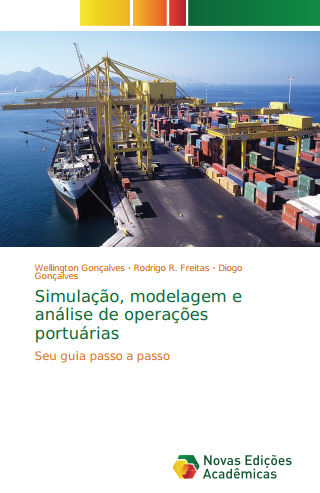 Wellington Gonçalves · Rodrigo R. Freitas · Diogo
Gonçalves
Simulação, modelagem e
análise de operações
portuárias
Seu guia passo a passo
Novas Edições
Acadêmicas